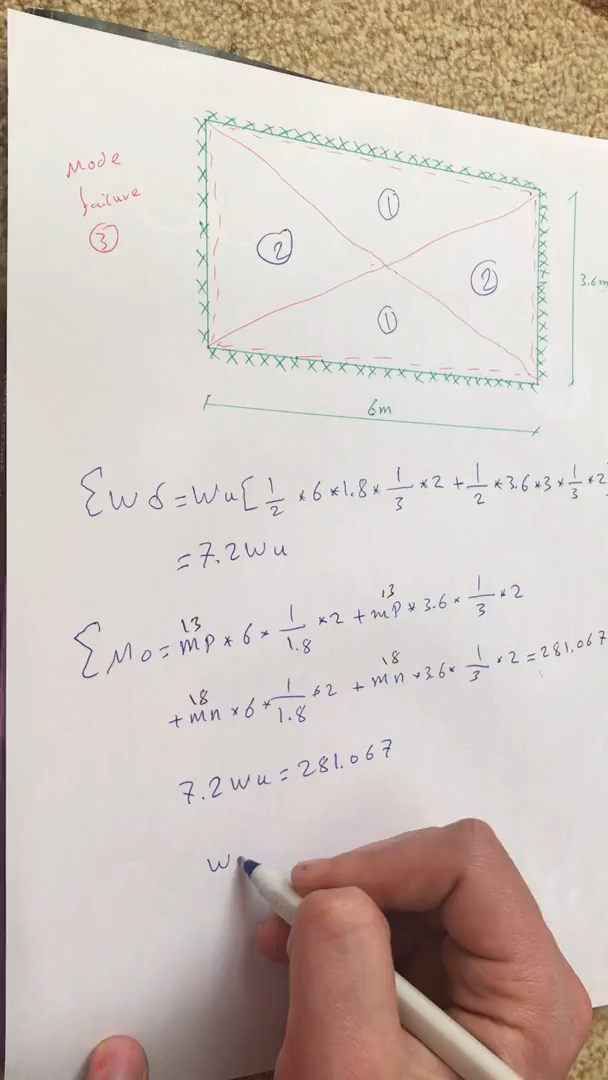 Mode
failure
3
1
2
2
1
3.6m
6m
ΣWδ = Wu[ 1/2 * 6 * 1.8 * 1/3 * 2 + 1/2 * 3.6 * 3 * 1/3 * 2]
= 7.2 Wu
13 13
ΣMΘ = mp * 6 * 1/1.8 * 2 + mp * 3.6 * 1/3 * 2
18 18
+ mn * 6 * 1/1.8 * 2 + mn * 3.6 * 1/3 * 2 = 281.067
7.2 Wu = 281.067
W